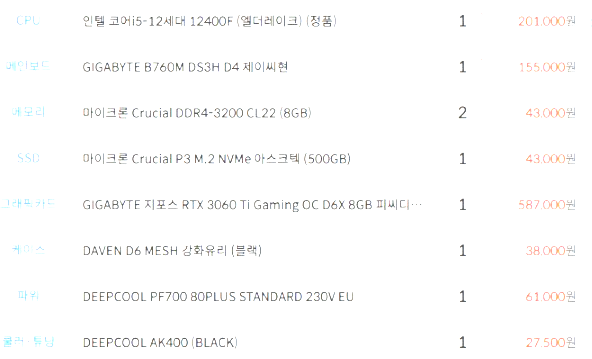 CPU 인텔 코어i5-12세대 12400F (엘더레이크) (정품) 1 201.000원
메인보드 GIGABYTE B760M DS3H D4 제이씨현 1 155.000원
메모리 마이크론 Crucial DDR4-3200 CL22 (8GB) 2 43.000원
SSD 마이크론 Crucial P3 M.2 NVMe 아스크텍 (500GB) 1 43.000원
그래픽카드 GIGABYTE 지포스 RTX 3060 Ti Gaming OC D6X 8GB 피씨디… 1 587.000원
케이스 DAVEN D6 MESH 강화유리 (블랙) 1 38.000원
파워 DEEPCOOL PF700 80PLUS STANDARD 230V EU 1 61.000원
쿨러·튜닝 DEEPCOOL AK400 (BLACK) 1 27.500원